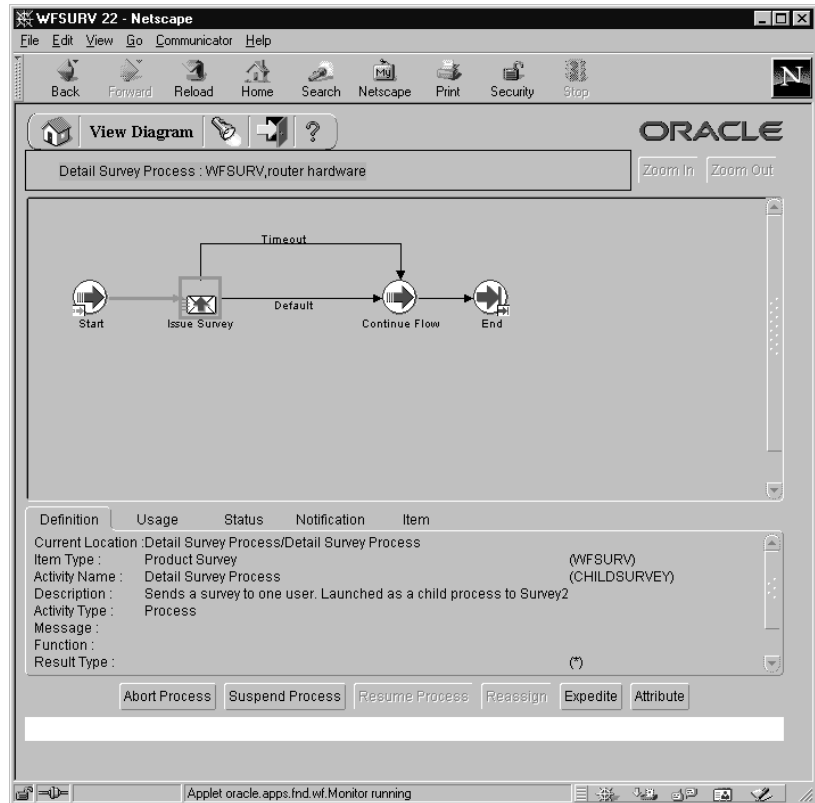 WFSURV 22 - Netscape
File Edit View Go Communicator Help
My
N
Back Forward Reload Home Search Netscape Print Security Stop
View Diagram ? ORACLE
Detail Survey Process : WFSURV,router hardware Zoom In Zoom Out
Timeout
Default
Start Issue Survey Continue Flow End
Definition Usage Status Notification Item
Current Location :Detail Survey Process/Detail Survey Process
Item Type : Product Survey (WFSURV)
Activity Name : Detail Survey Process (CHILDSURVEY)
Description : Sends a survey to one user. Launched as a child process to Survey2
Activity Type : Process
Message :
Function :
Result Type : (*)
Abort Process Suspend Process Resume Process Reassign Expedite Attribute
Applet oracle.apps.fnd.wf.Monitor running